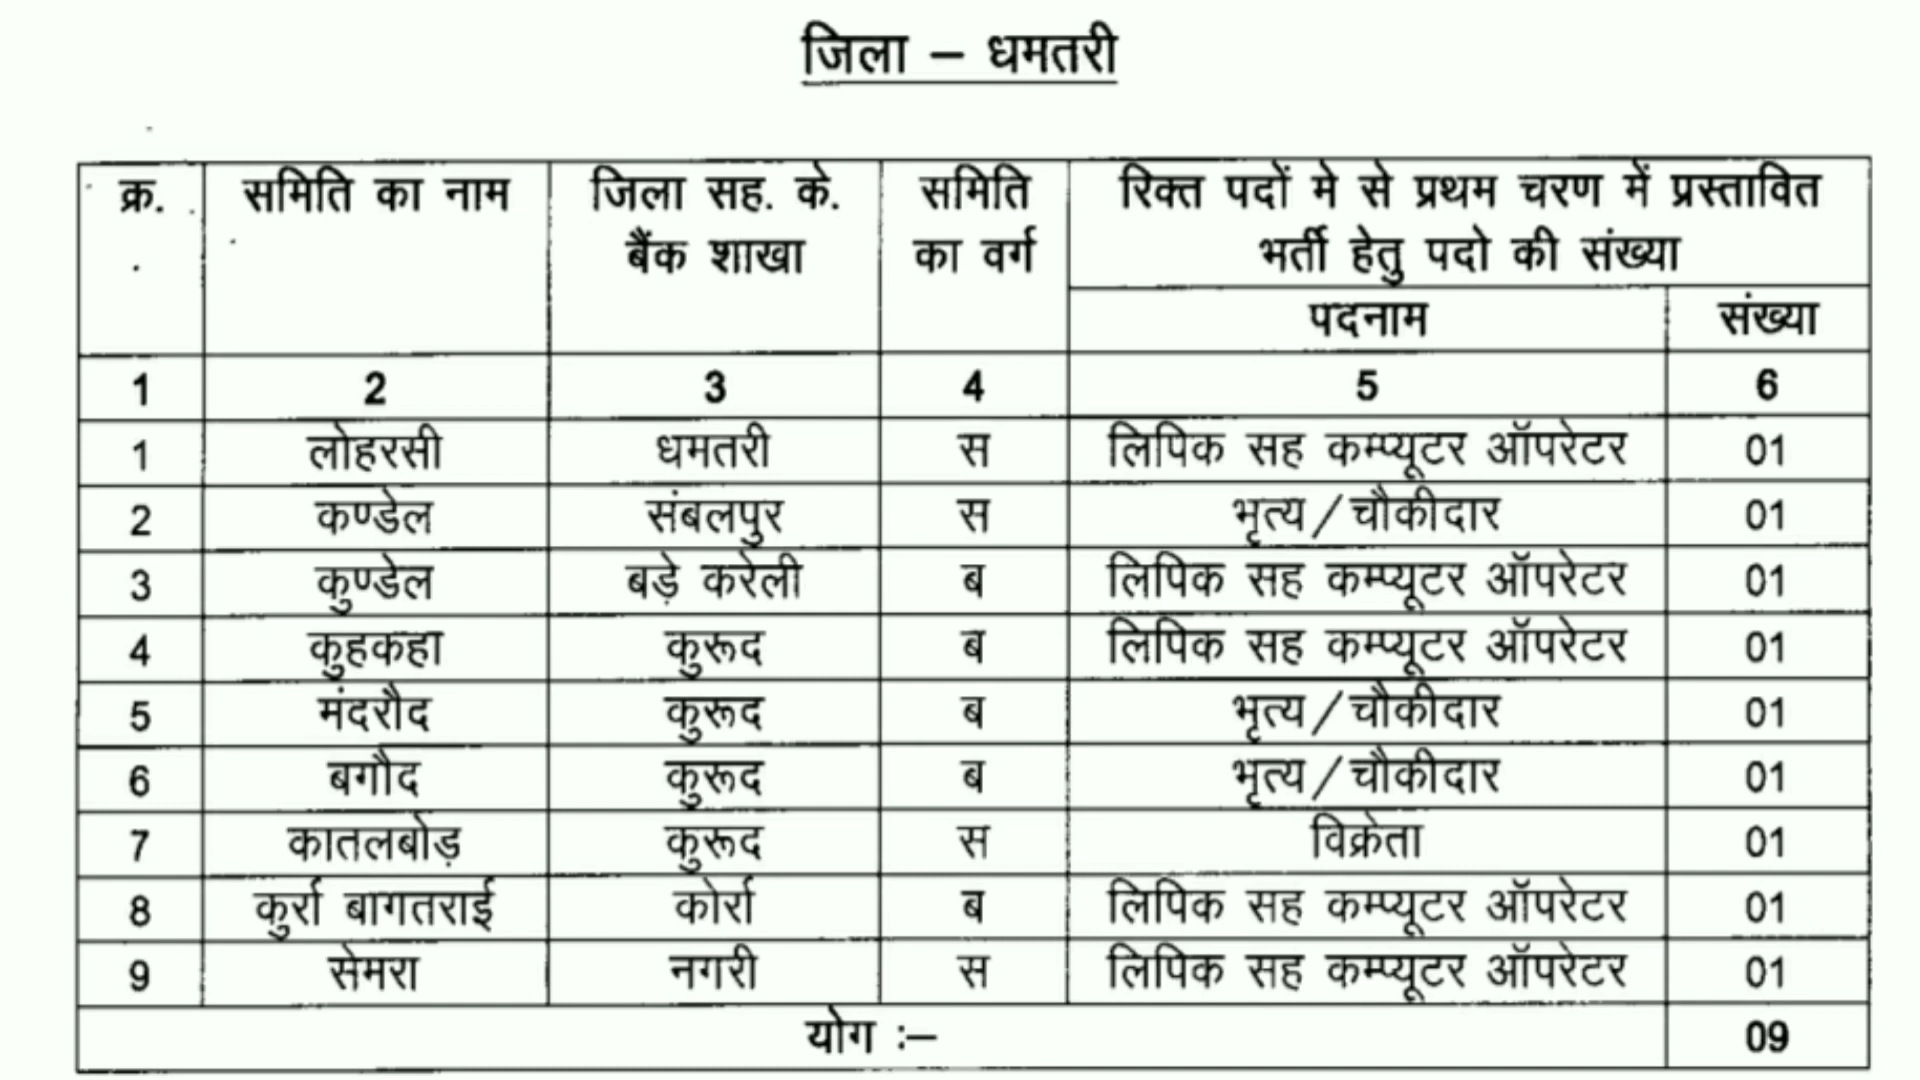 जिला – धमतरी
क्र. समिति का नाम जिला सह. के. बैंक शाखा समिति का वर्ग रिक्त पदों मे से प्रथम चरण में प्रस्तावित भर्ती हेतु पदो की संख्या
पदनाम संख्या
1 2 3 4 5 6
1 लोहरसी धमतरी स लिपिक सह कम्प्यूटर ऑपरेटर 01
2 कण्डेल संबलपुर स भृत्य/चौकीदार 01
3 कुण्डेल बड़े करेली ब लिपिक सह कम्प्यूटर ऑपरेटर 01
4 कुहकहा कुरूद ब लिपिक सह कम्प्यूटर ऑपरेटर 01
5 मंदरौद कुरूद ब भृत्य/चौकीदार 01
6 बगौद कुरूद ब भृत्य/चौकीदार 01
7 कातलबोड़ कुरूद स विक्रेता 01
8 कुर्रा बागतराई कोर्रा ब लिपिक सह कम्प्यूटर ऑपरेटर 01
9 सेमरा नगरी स लिपिक सह कम्प्यूटर ऑपरेटर 01
योग :– 09